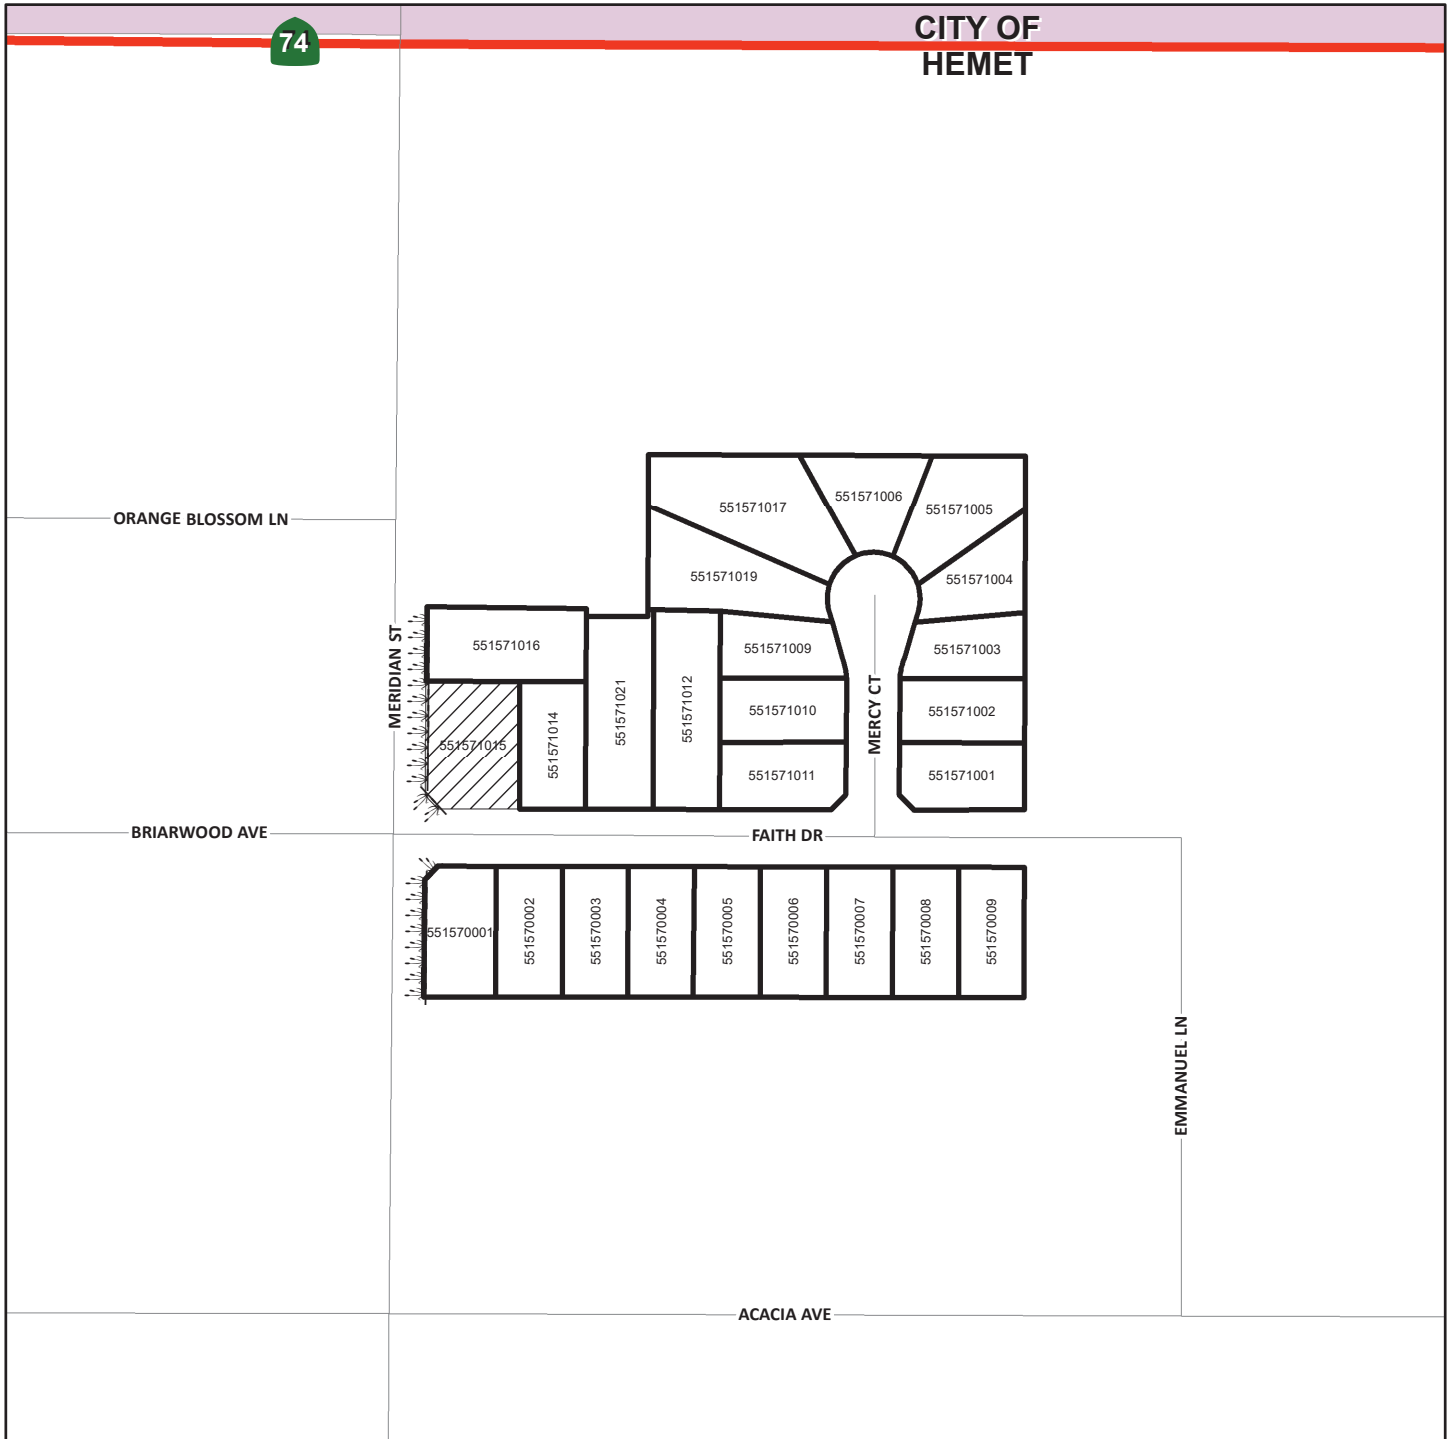 CITY OF
HEMET
74
ORANGE BLOSSOM LN
MERIDIAN ST
551571017
551571006
551571005
551571019
551571004
551571016
551571009
551571003
551571021
551571012
551571010
551571002
551571015
551571014
551571011
551571001
MERCY CT
BRIARWOOD AVE
FAITH DR
551570001
551570002
551570003
551570004
551570005
551570006
551570007
551570008
551570009
EMMANUEL LN
ACACIA AVE